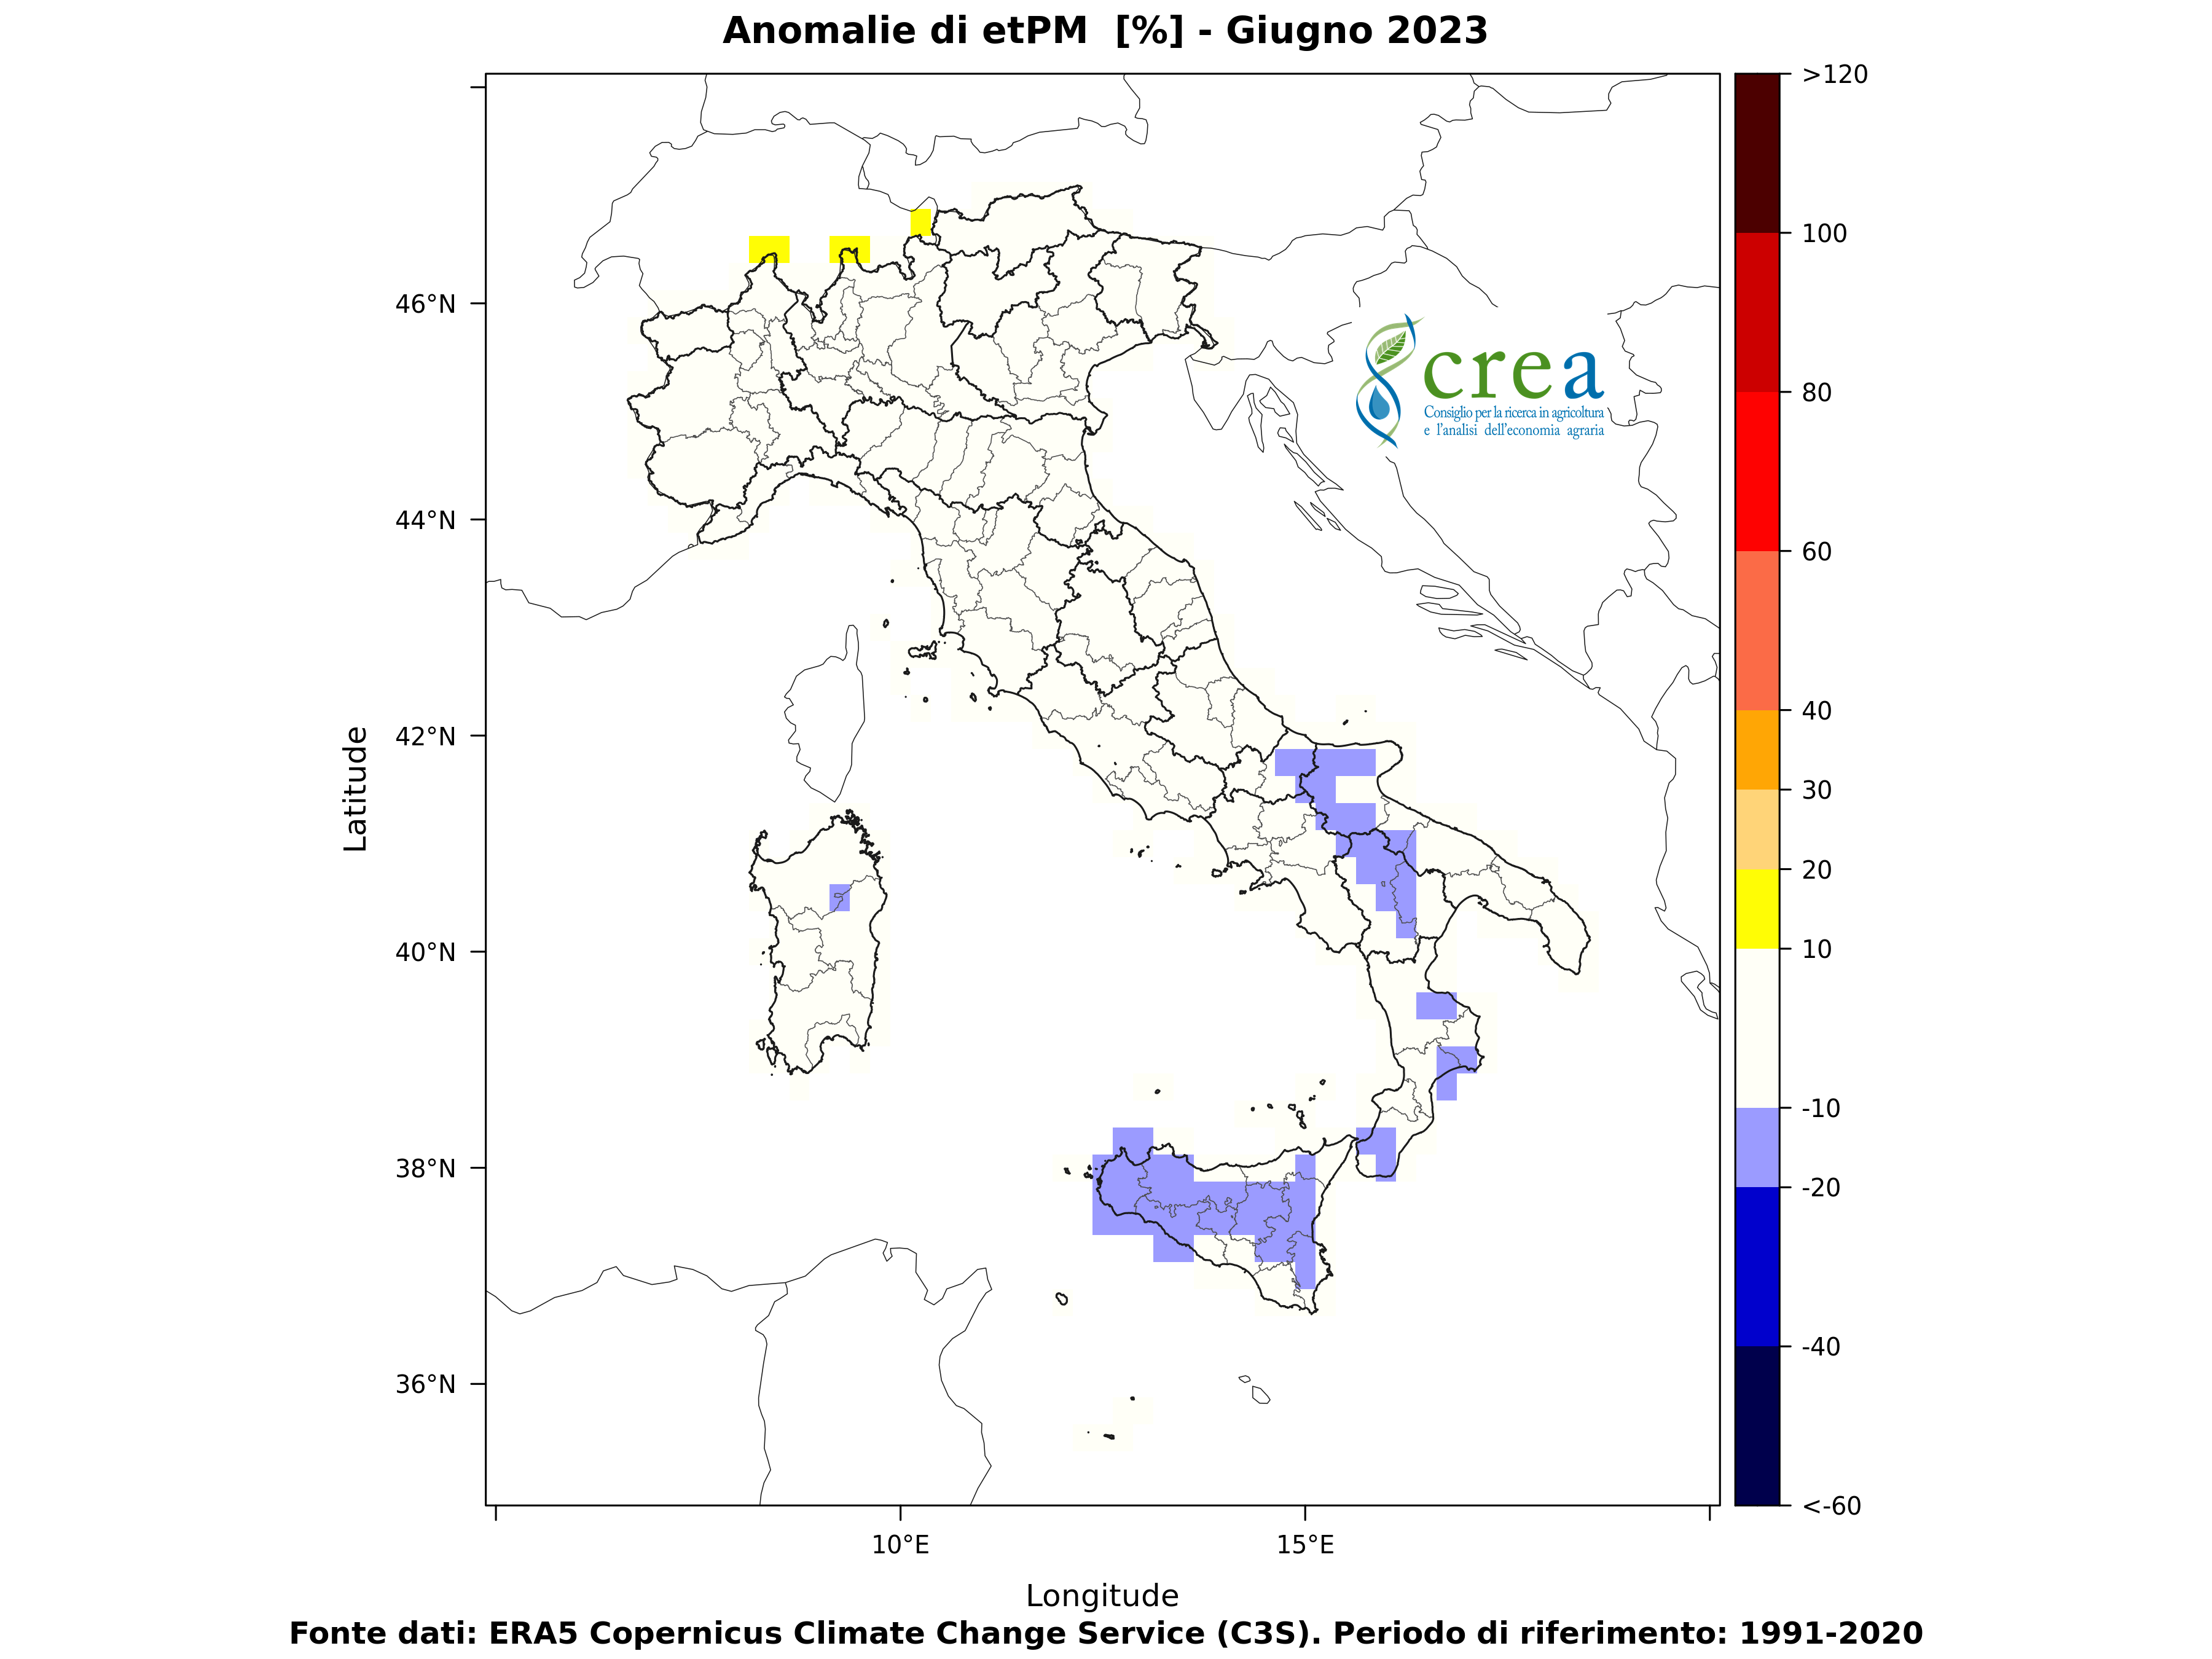 Anomalie di etPM [%] - Giugno 2023
>120
100
80
60
40
30
20
10
-10
-20
-40
<-60
46°N
44°N
42°N
40°N
38°N
36°N
Latitude
crea
Consiglio per la ricerca in agricoltura
e l'analisi dell'economia agraria
10°E
15°E
Longitude
Fonte dati: ERA5 Copernicus Climate Change Service (C3S). Periodo di riferimento: 1991-2020